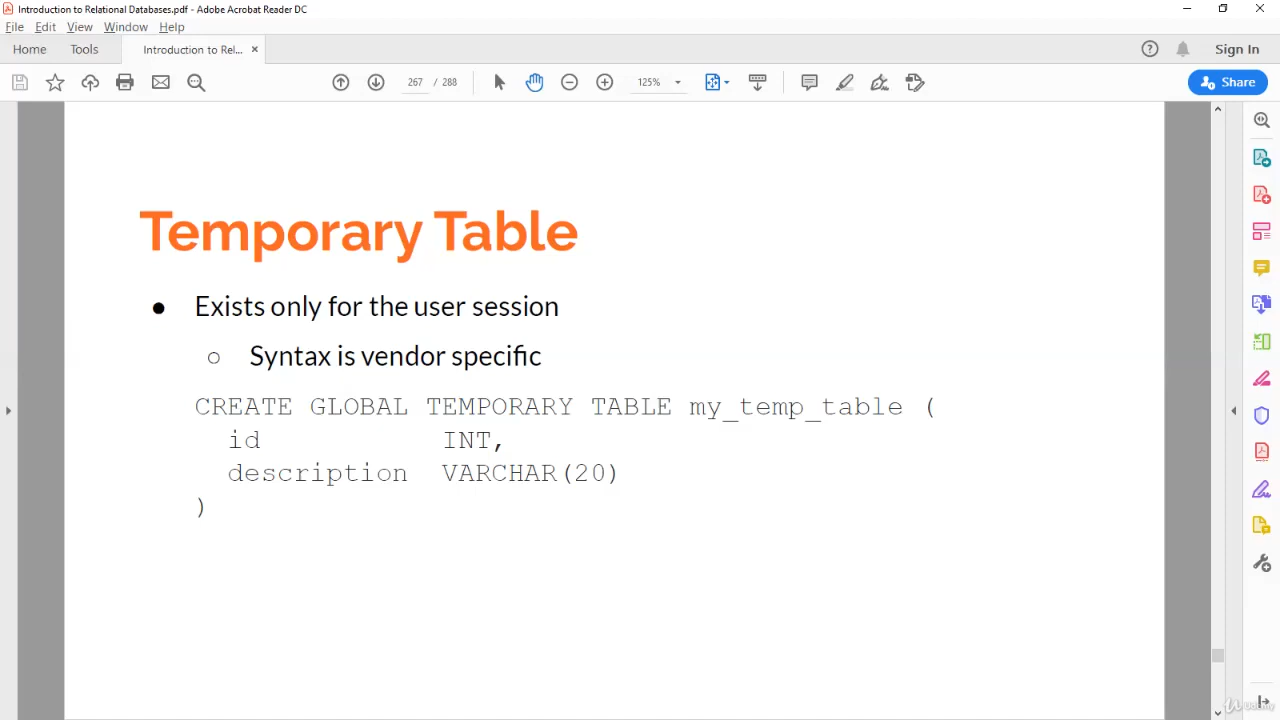 Introduction to Relational Databases.pdf - Adobe Acrobat Reader DC
File Edit View Window Help
Home Tools Introduction to Rel... × Sign In
267 / 288 125% Share
Temporary Table
● Exists only for the user session
○ Syntax is vendor specific
CREATE GLOBAL TEMPORARY TABLE my_temp_table (
id INT,
description VARCHAR(20)
)
Udemy